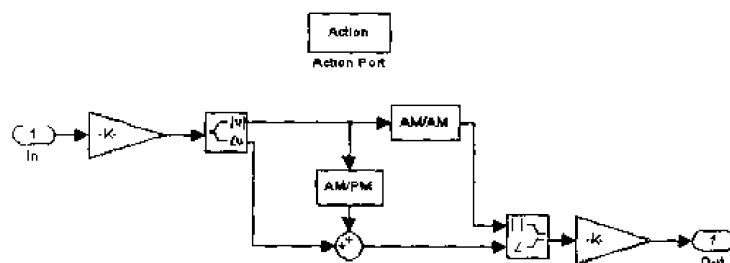 Action
Action Port
1
In
-K-
|u|
∠u
AM/AM
AM/PM
++
||
∠
-K-
1
Out